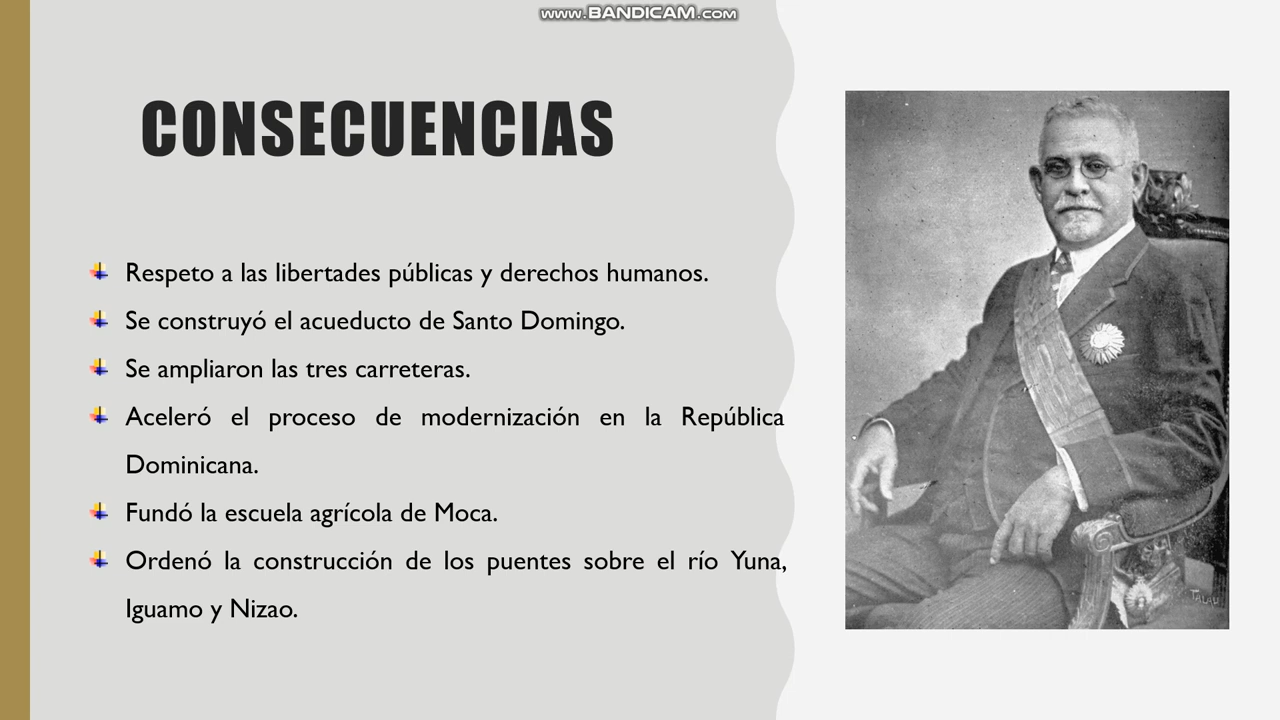 www.BANDICAM.com
CONSECUENCIAS
Respeto a las libertades públicas y derechos humanos.
Se construyó el acueducto de Santo Domingo.
Se ampliaron las tres carreteras.
Aceleró el proceso de modernización en la República
Dominicana.
Fundó la escuela agrícola de Moca.
Ordenó la construcción de los puentes sobre el río Yuna,
Iguamo y Nizao.